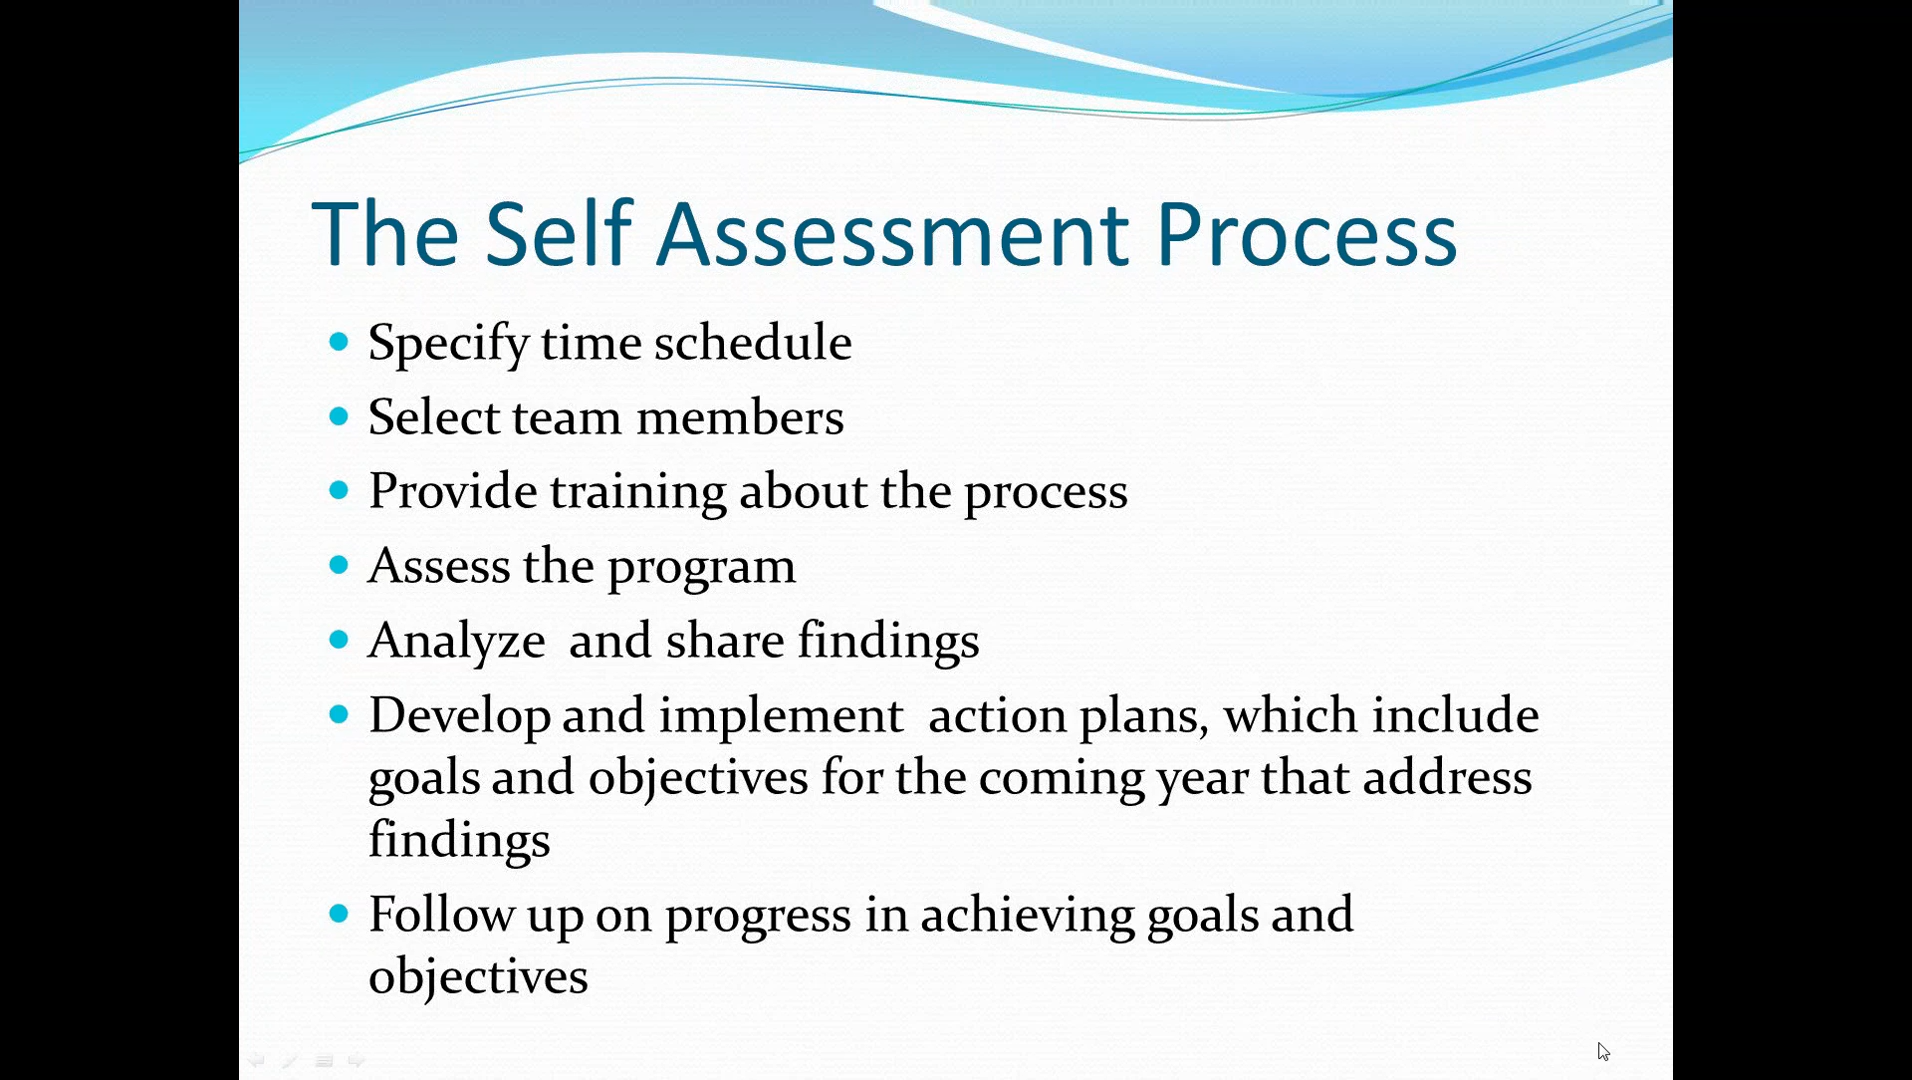 The Self Assessment Process
• Specify time schedule
• Select team members
• Provide training about the process
• Assess the program
• Analyze  and share findings
• Develop and implement  action plans, which include
goals and objectives for the coming year that address
findings
• Follow up on progress in achieving goals and
objectives